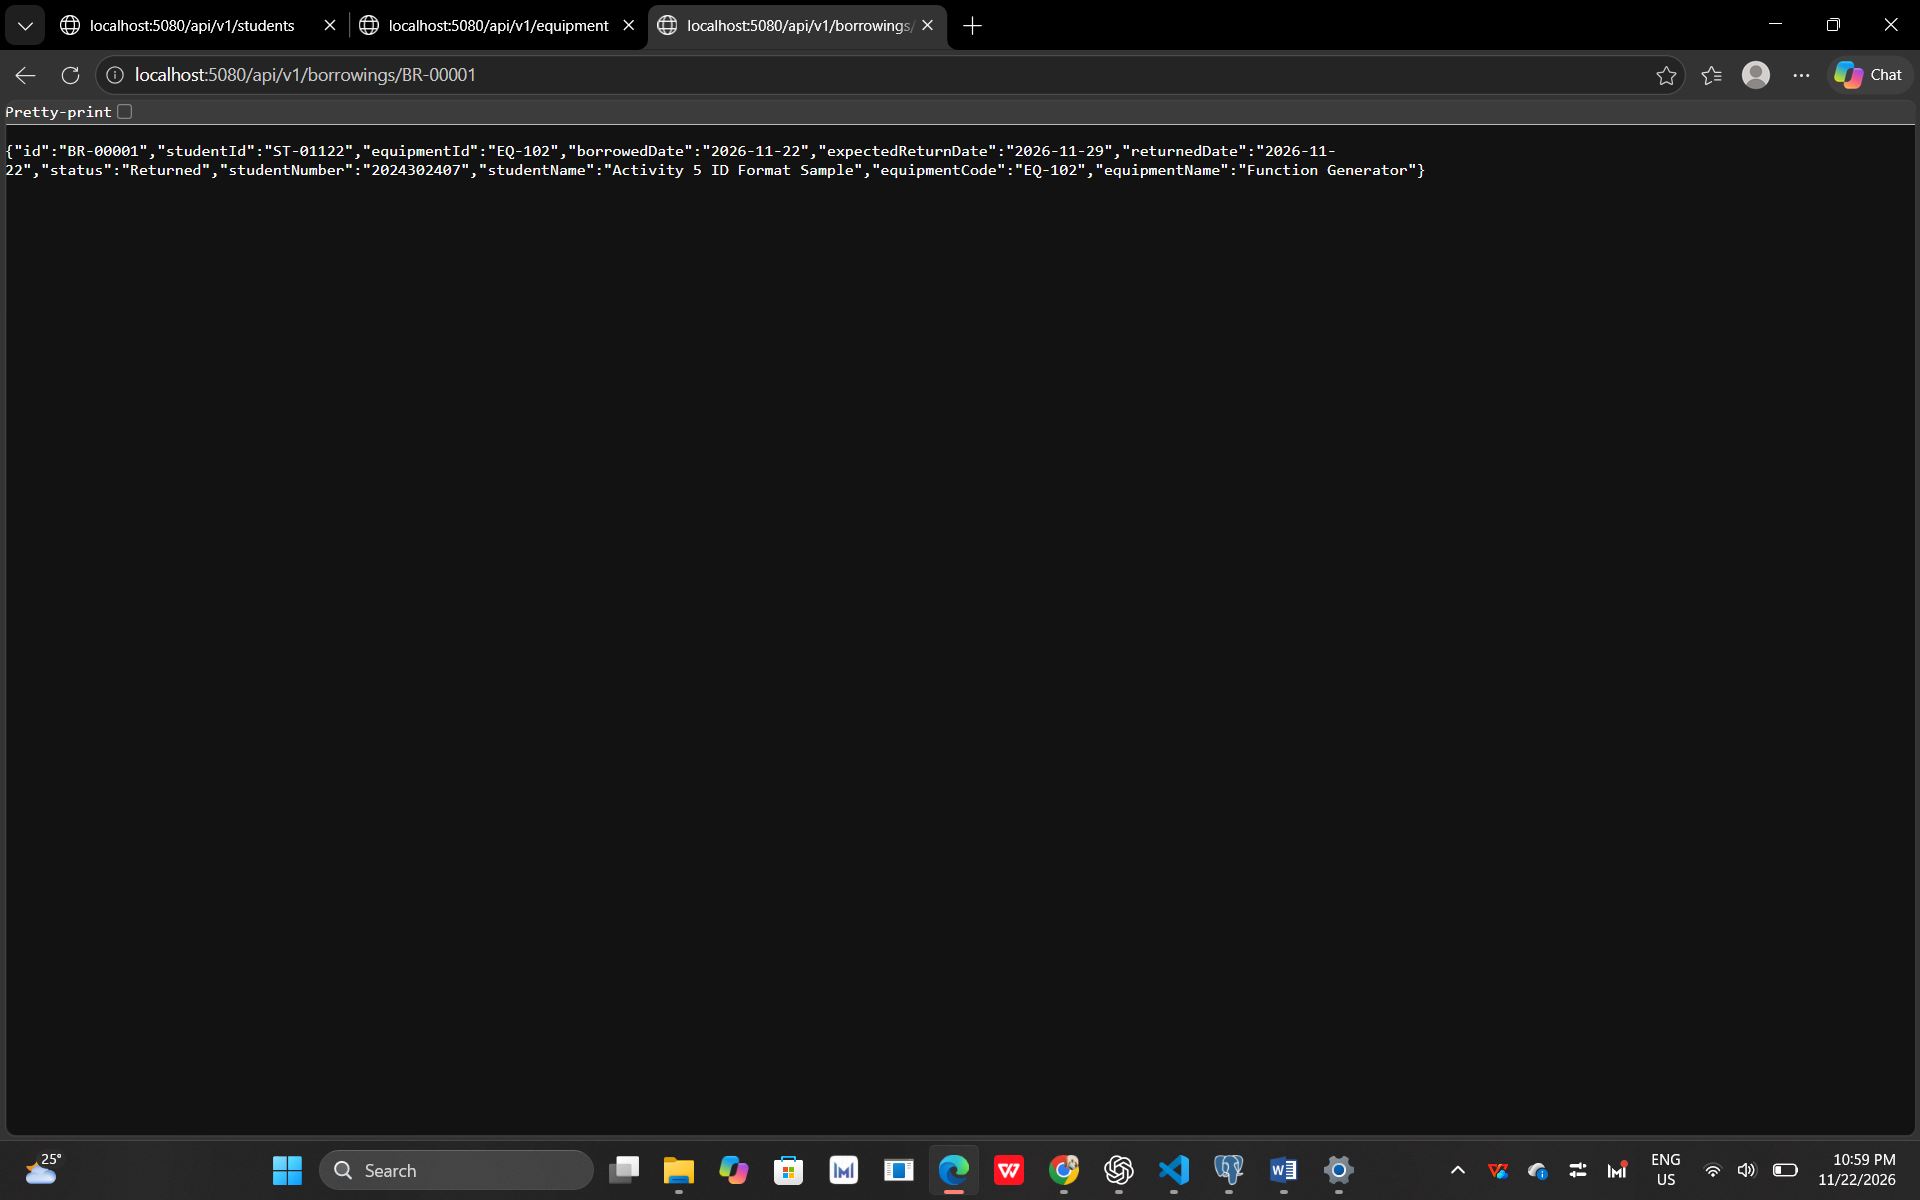 localhost:5080/api/v1/students
localhost:5080/api/v1/equipment
localhost:5080/api/v1/borrowings/
localhost:5080/api/v1/borrowings/BR-00001
Chat
Pretty-print
{"id":"BR-00001","studentId":"ST-01122","equipmentId":"EQ-102","borrowedDate":"2026-11-22","expectedReturnDate":"2026-11-29","returnedDate":"2026-11-
22","status":"Returned","studentNumber":"2024302407","studentName":"Activity 5 ID Format Sample","equipmentCode":"EQ-102","equipmentName":"Function Generator"}
25°
Search
ENG
US
10:59 PM
11/22/2026